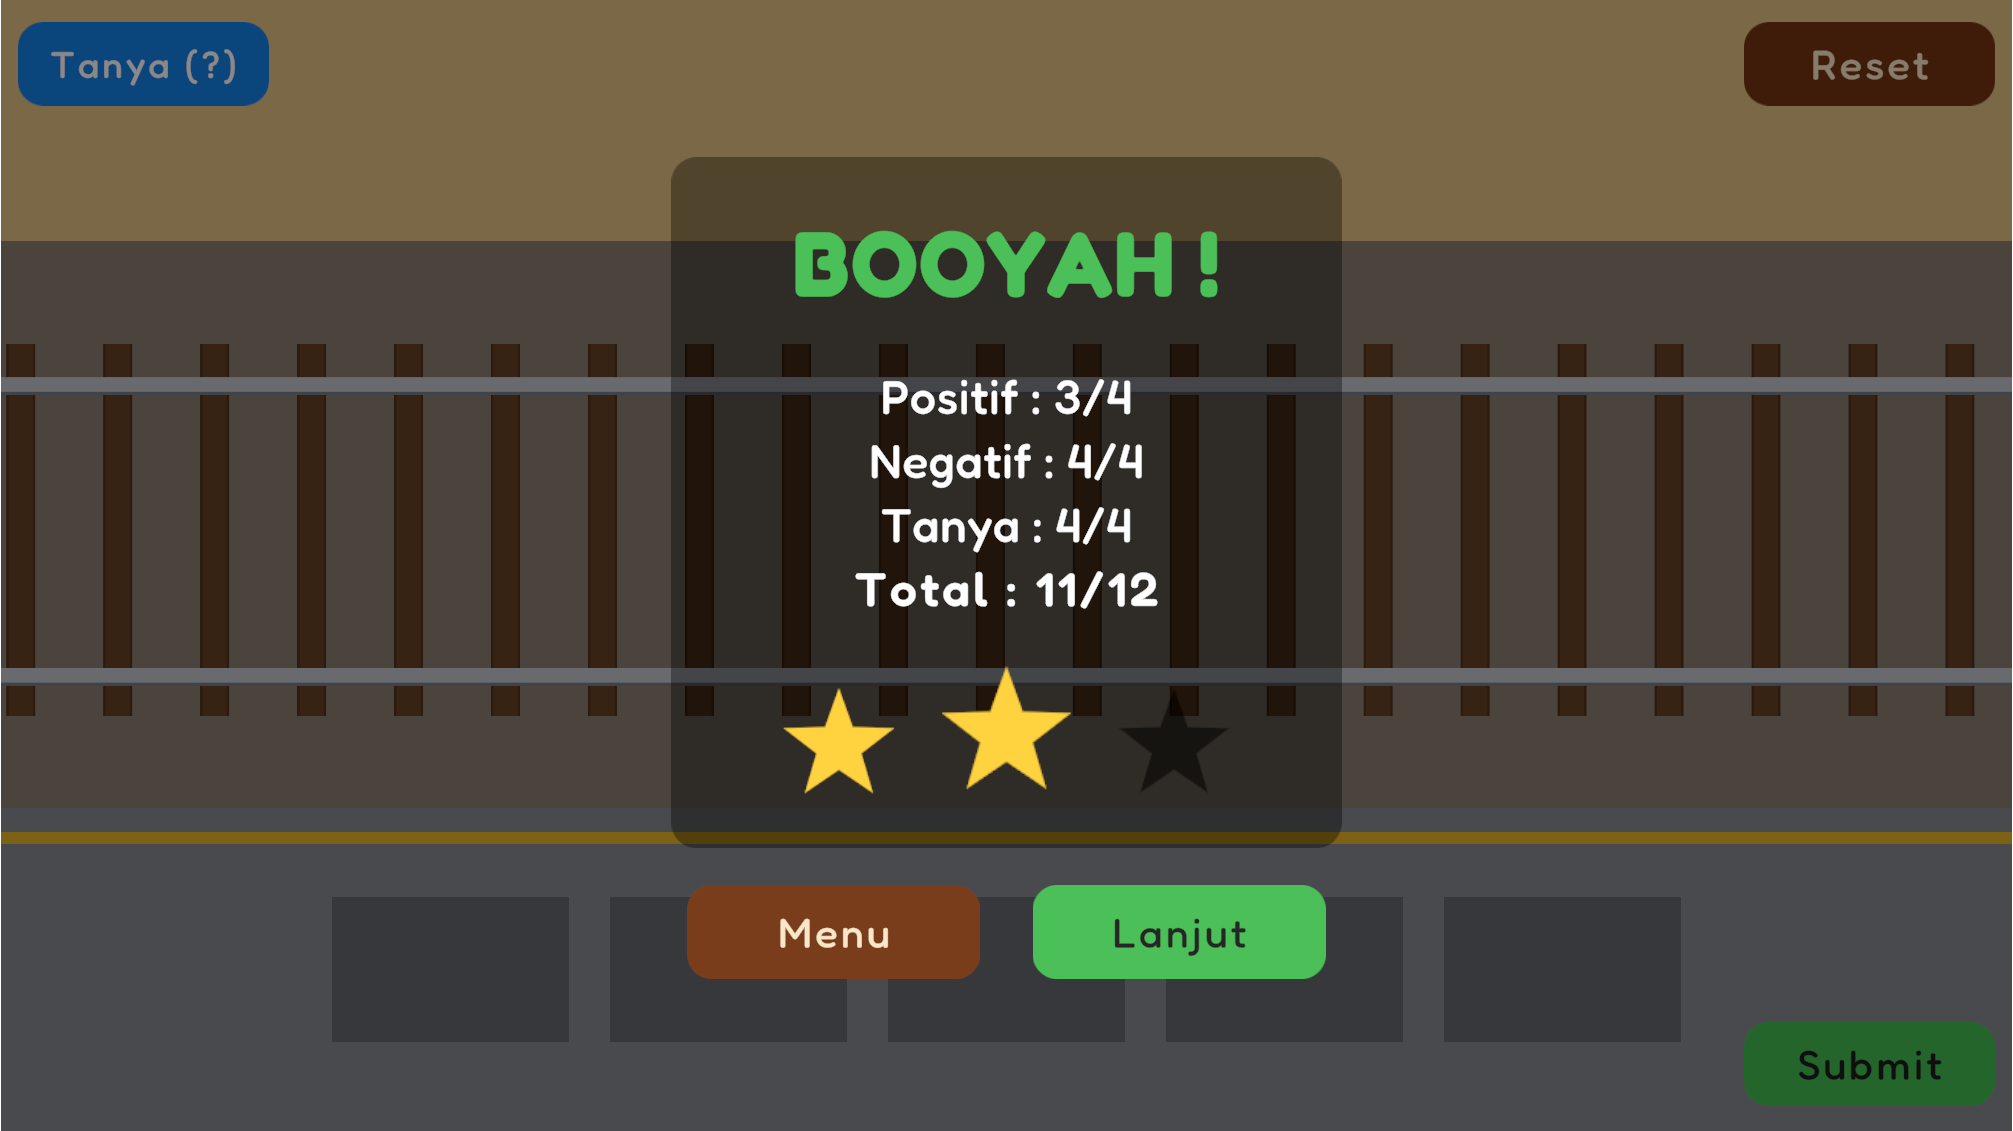 Tanya (?)
Reset
BOOYAH !
Positif : 3/4
Negatif : 4/4
Tanya : 4/4
Total : 11/12
Menu
Lanjut
Submit